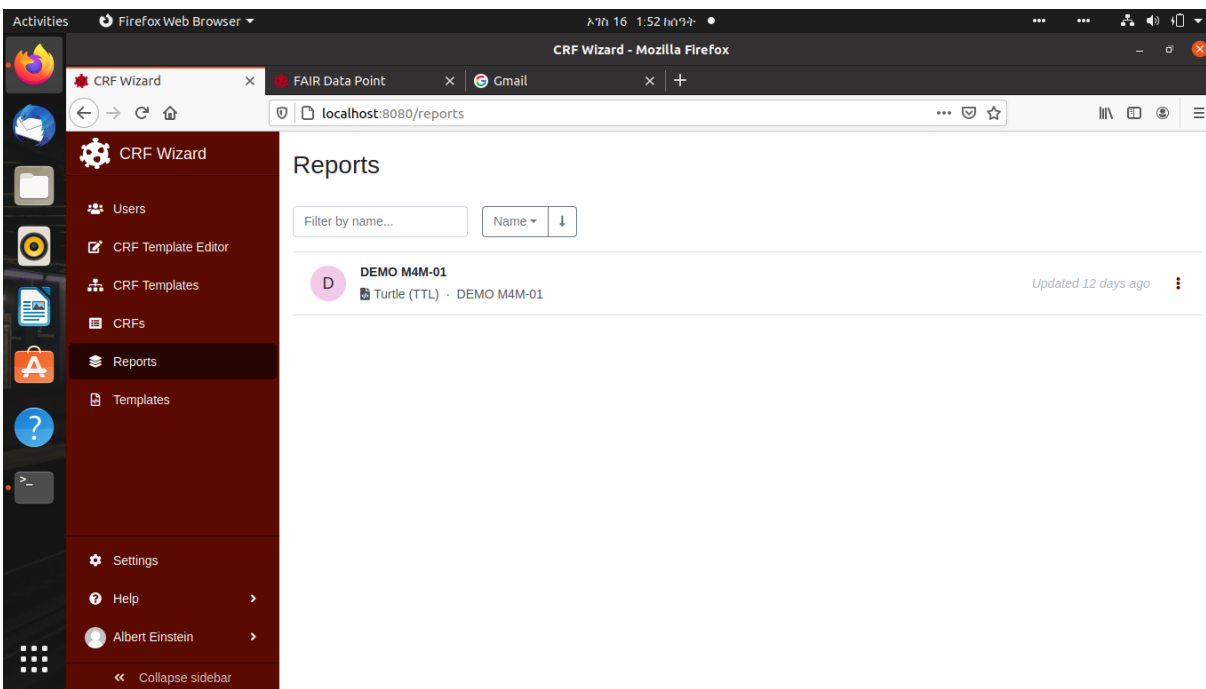 Activities
Firefox Web Browser
ኦገስ 16 1:52 ከሰዓት
CRF Wizard - Mozilla Firefox
CRF Wizard
FAIR Data Point
Gmail
localhost:8080/reports
CRF Wizard
Users
CRF Template Editor
CRF Templates
CRFs
Reports
Templates
Settings
Help
Albert Einstein
Collapse sidebar
Reports
Filter by name...
Name
DEMO M4M-01
Turtle (TTL) · DEMO M4M-01
Updated 12 days ago